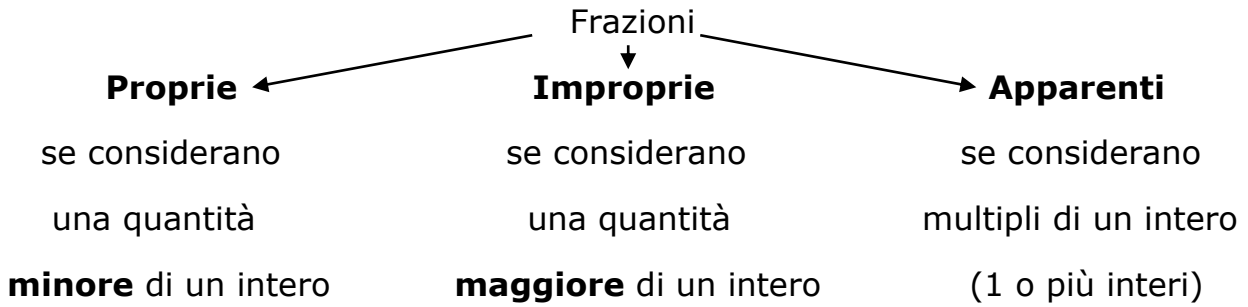 Frazioni
Proprie
se considerano
una quantità
minore di un intero
Improprie
se considerano
una quantità
maggiore di un intero
Apparenti
se considerano
multipli di un intero
(1 o più interi)